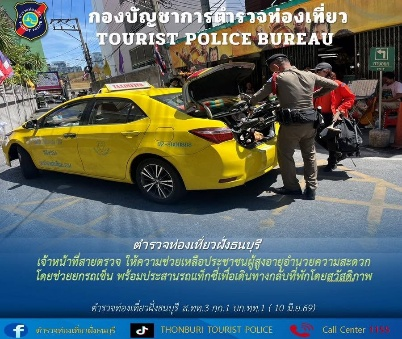 กองบัญชาการตำรวจท่องเที่ยว
TOURIST POLICE BUREAU
ตำรวจท่องเที่ยวฝั่งธนบุรี
เจ้าหน้าที่สายตรวจ ให้ความช่วยเหลือประชาชนผู้สูงอายุอำนวยความสะดวก
โดยช่วยยกรถเข็น พร้อมประสานรถแท็กซี่เพื่อเดินทางกลับที่พักโดยสวัสดิภาพ
ตำรวจท่องเที่ยวฝั่งธนบุรี ส.ทท.3 กก.1 บก.ทท.1 ( 10 มิ.ย.69)
ตำรวจท่องเที่ยวฝั่งธนบุรี
THONBURI TOURIST POLICE
Call Center 1155